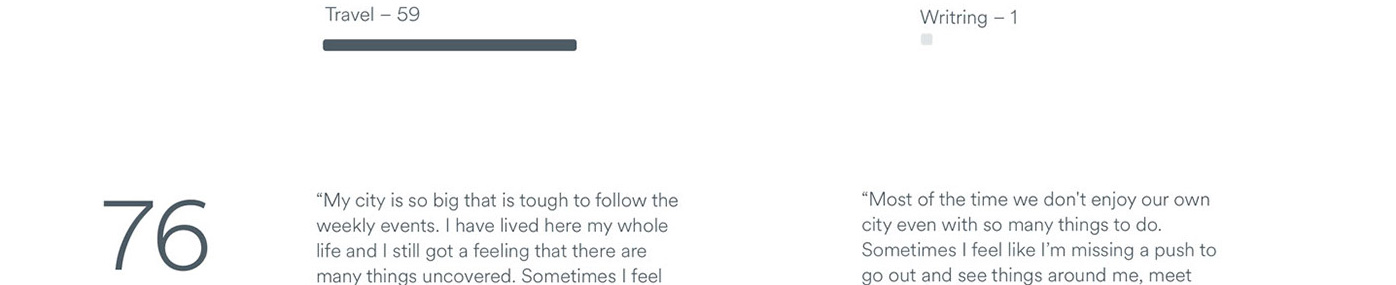 Travel – 59
Writring – 1
76
“My city is so big that is tough to follow the
weekly events. I have lived here my whole
life and I still got a feeling that there are
many things uncovered. Sometimes I feel
“Most of the time we don't enjoy our own
city even with so many things to do.
Sometimes I feel like I’m missing a push to
go out and see things around me, meet